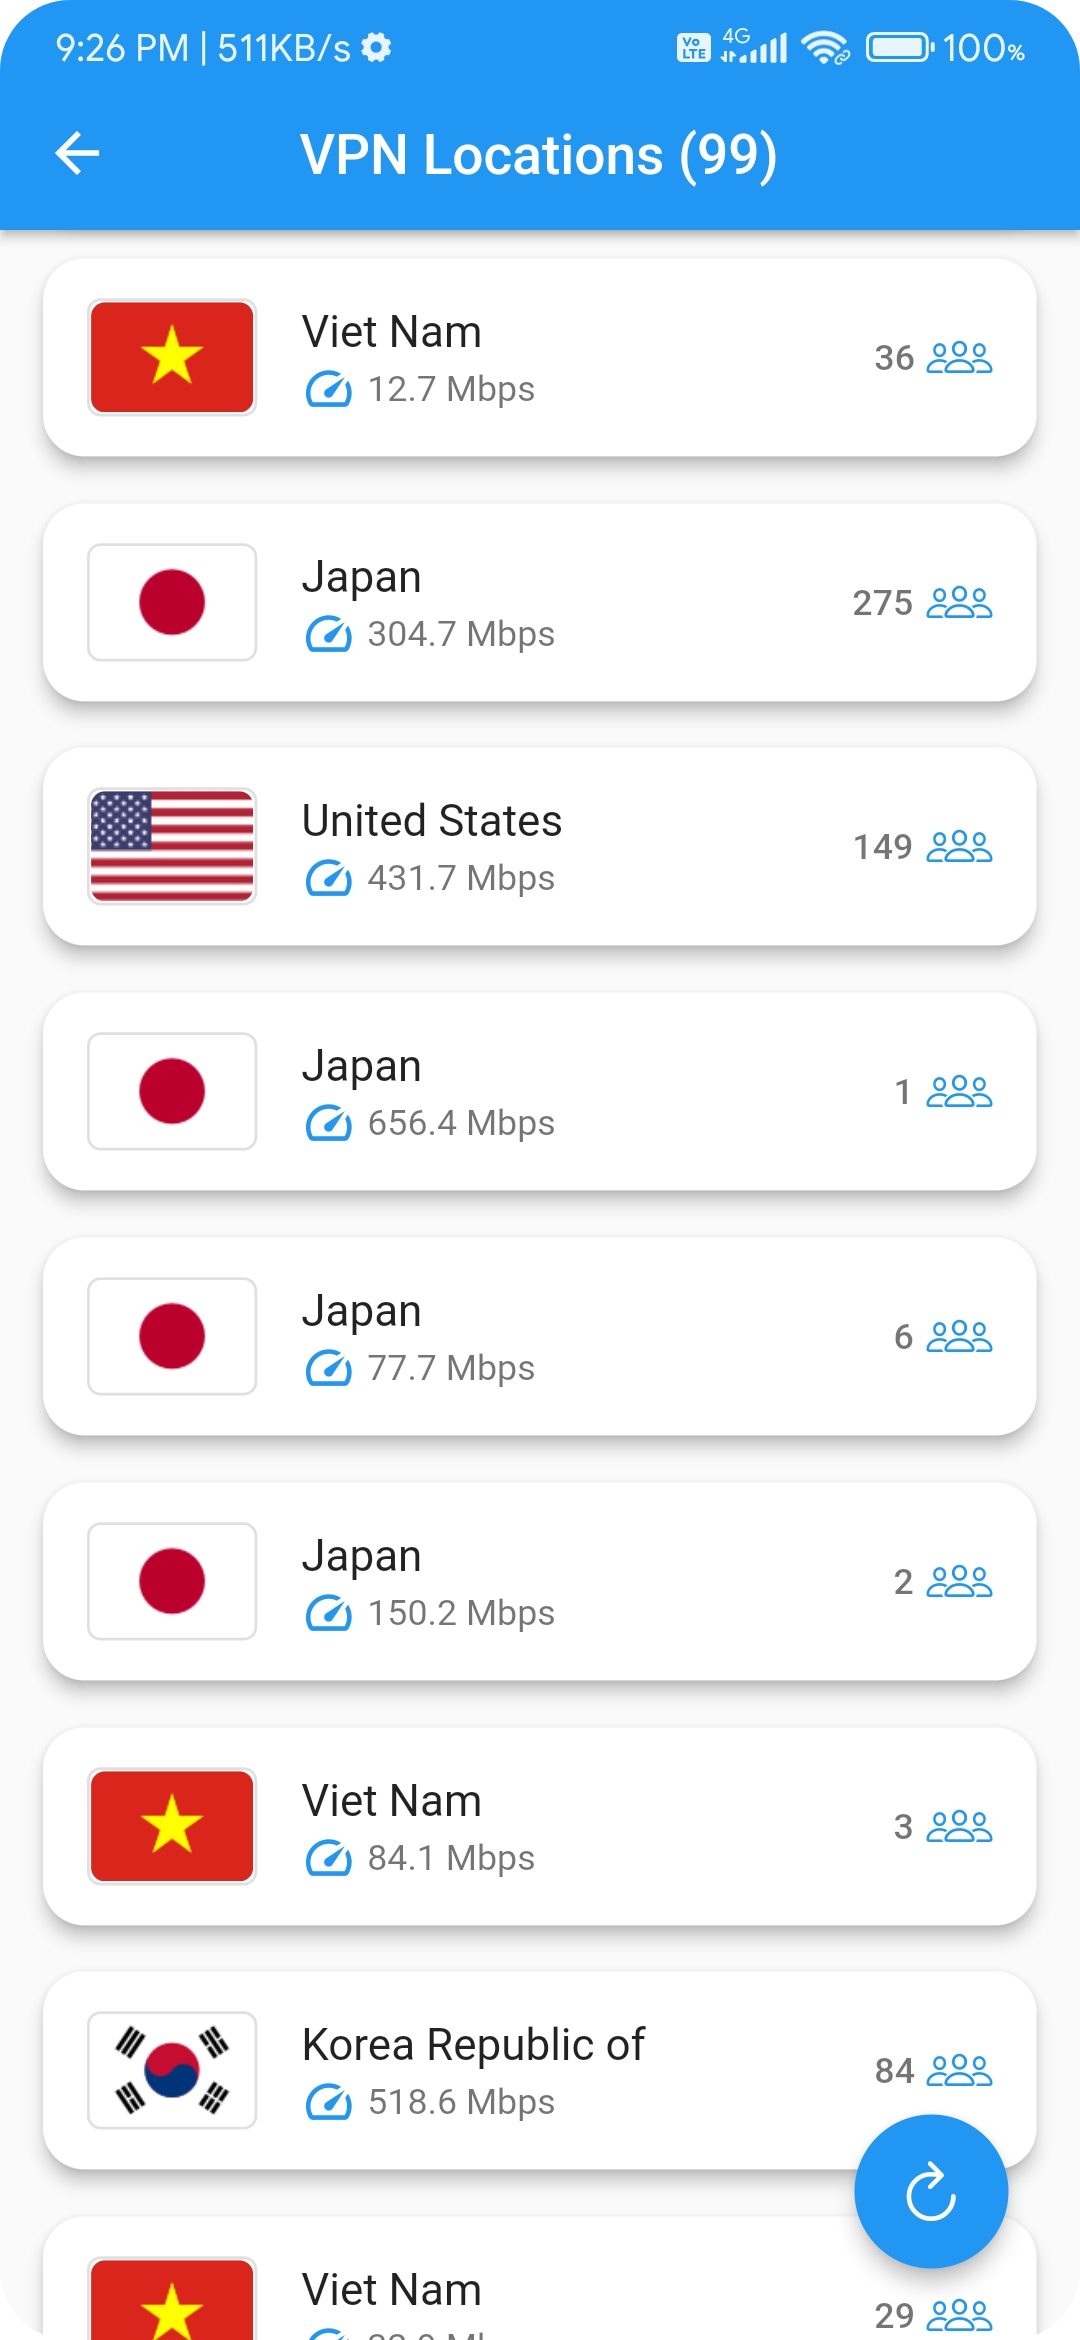 9:26 PM | 511KB/s
Vo LTE 4G 100%
VPN Locations (99)
Viet Nam
12.7 Mbps
36
Japan
304.7 Mbps
275
United States
431.7 Mbps
149
Japan
656.4 Mbps
1
Japan
77.7 Mbps
6
Japan
150.2 Mbps
2
Viet Nam
84.1 Mbps
3
Korea Republic of
518.6 Mbps
84
Viet Nam
29